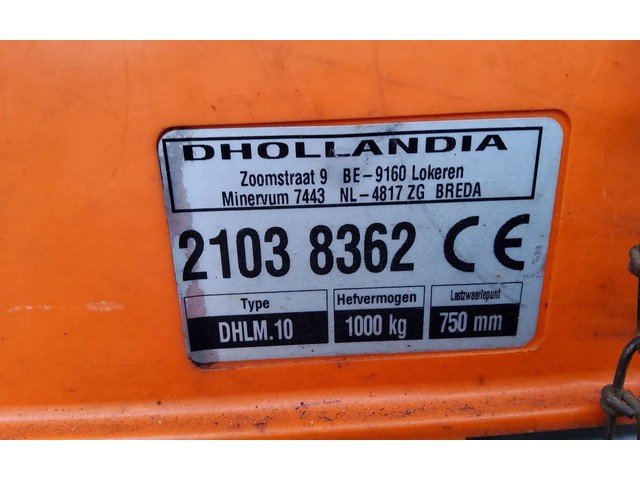 DHOLLANDIA
Zoomstraat 9 BE-9160 Lokeren
Minervum 7443 NL-4817 ZG BREDA
2103 8362 CE
Type Hefvermogen Lastzwaartepunt
DHLM.10 1000 kg 750 mm